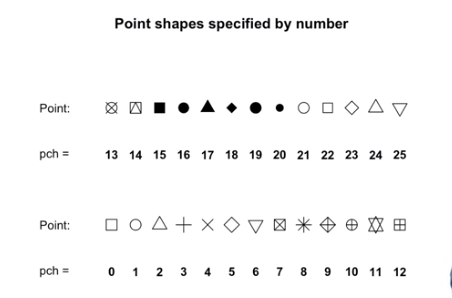 Point shapes specified by number
Point:
pch = 13 14 15 16 17 18 19 20 21 22 23 24 25
Point:
pch = 0 1 2 3 4 5 6 7 8 9 10 11 12